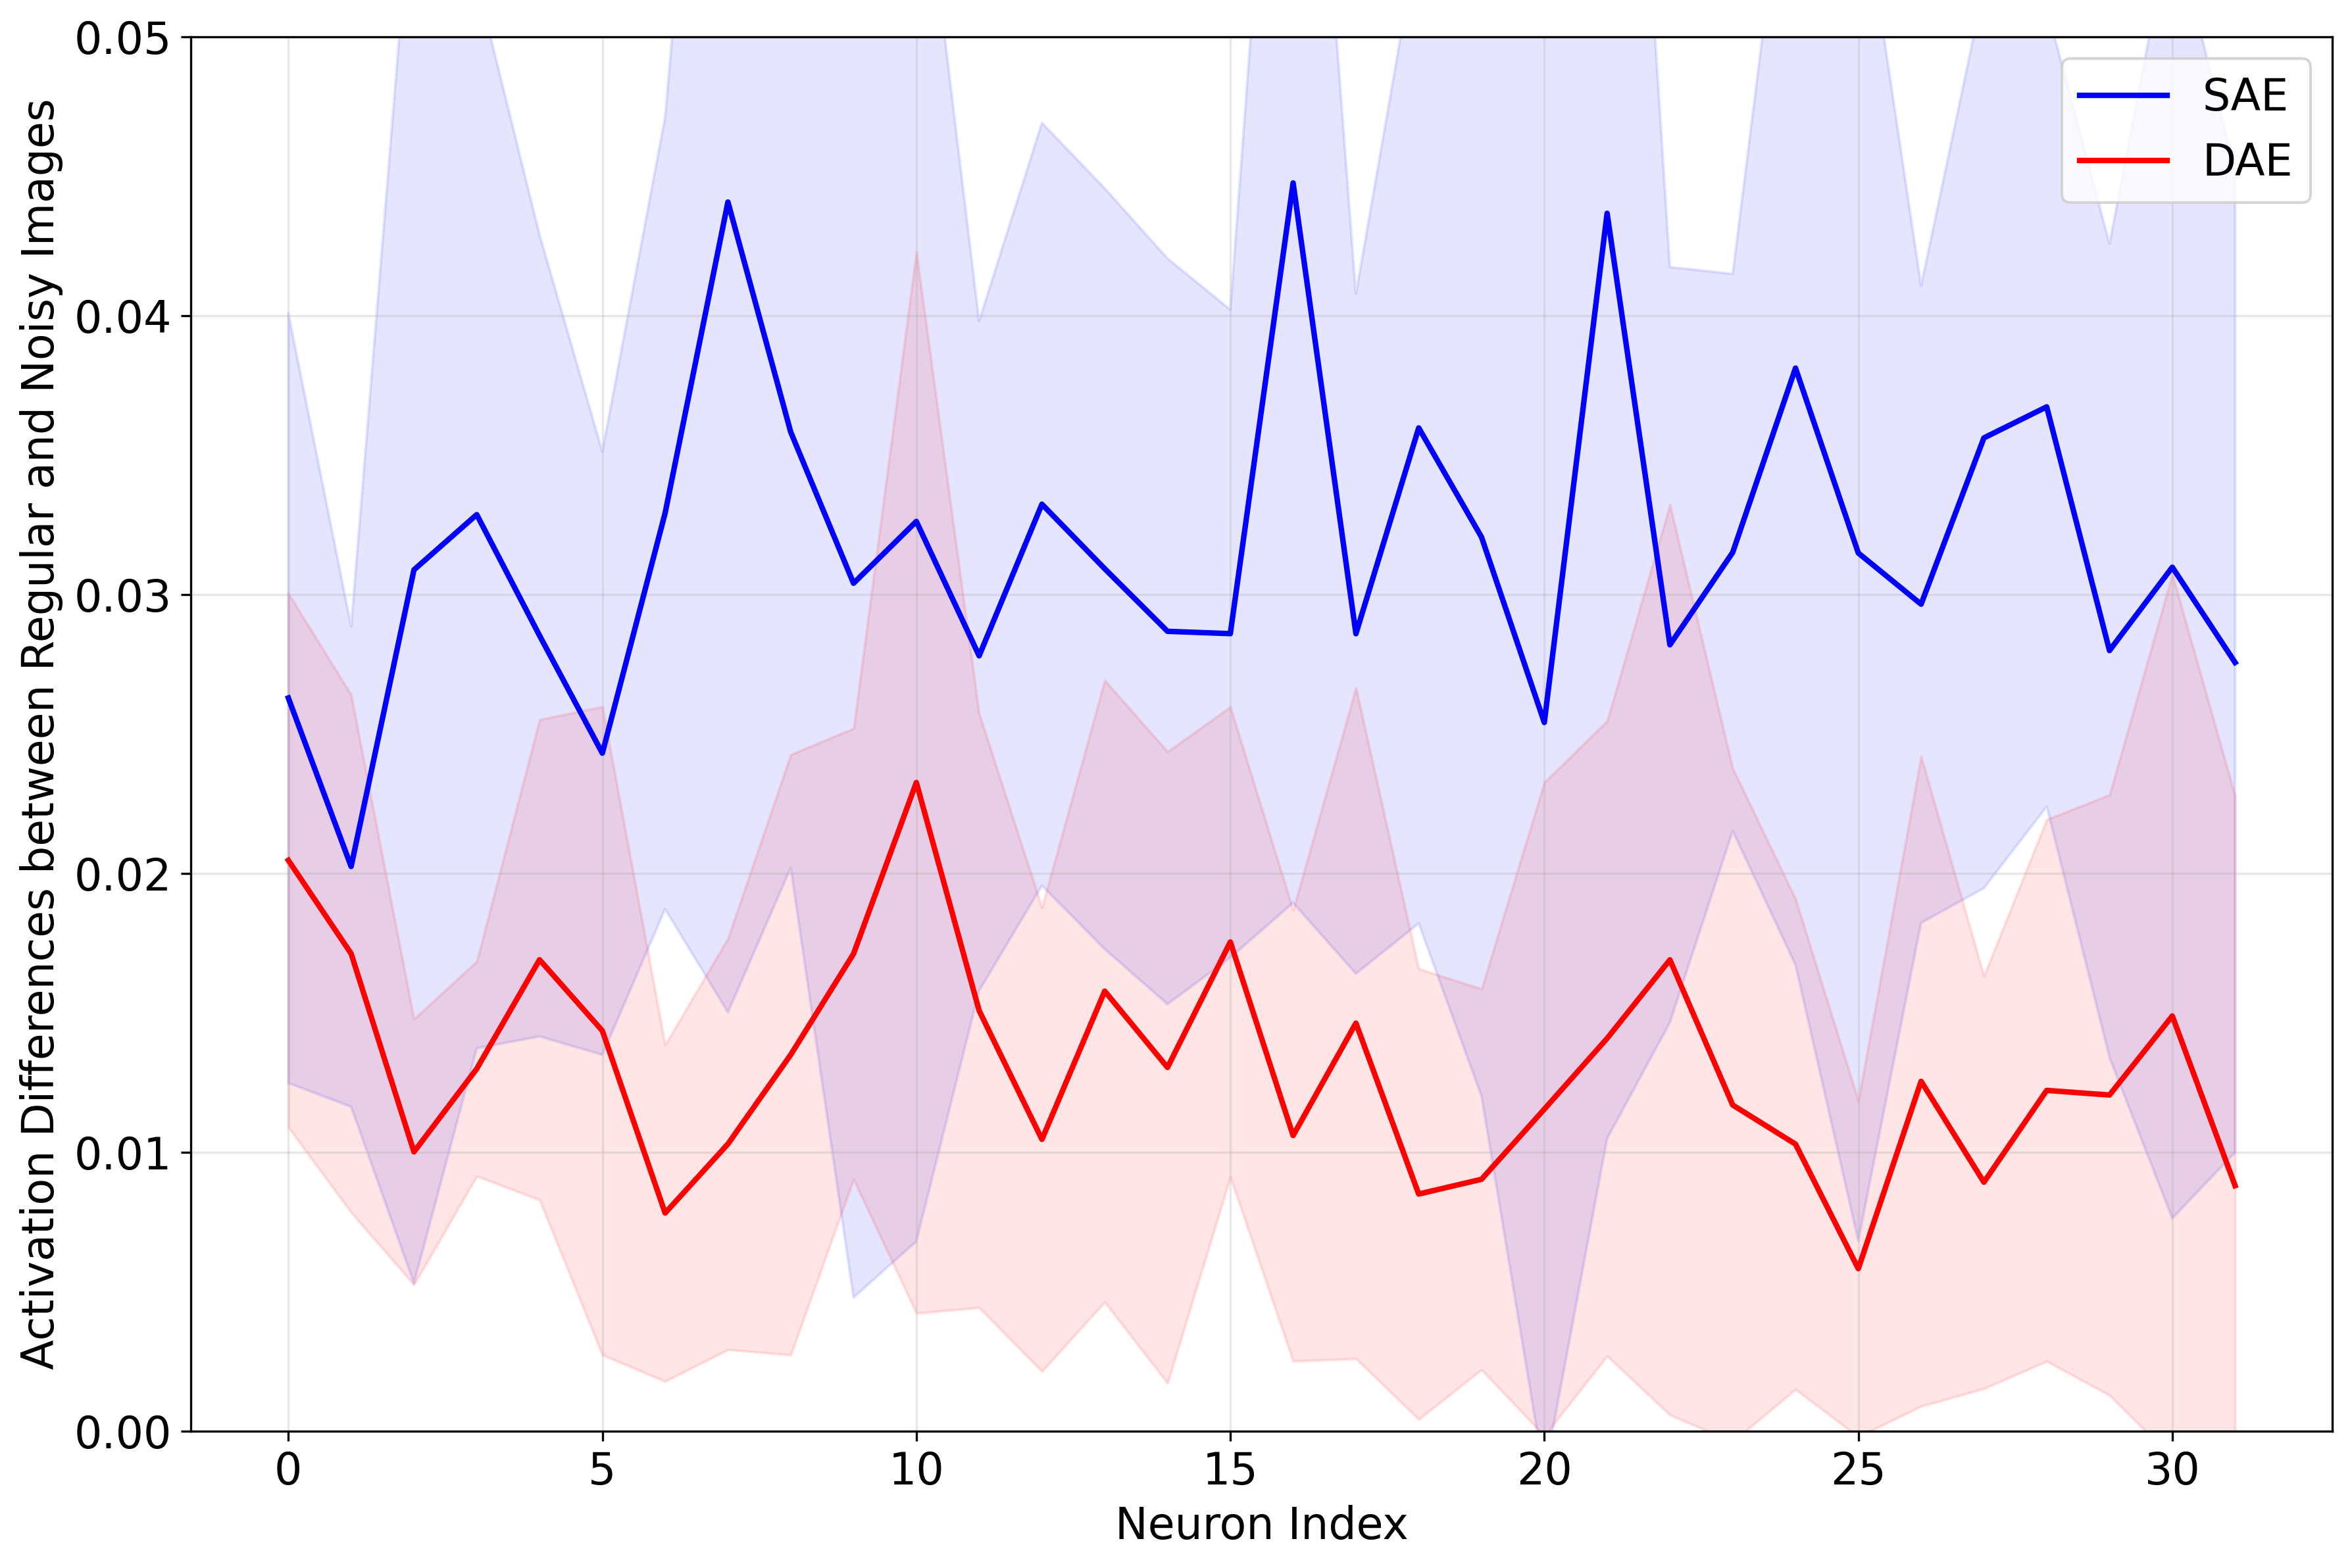 Activation Differences between Regular and Noisy Images
0.05
0.04
0.03
0.02
0.01
0.00
SAE
DAE
0 5 10 15 20 25 30
Neuron Index